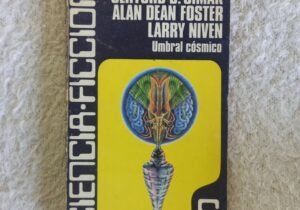 CLIFFORD D. SIMAK
ALAN DEAN FOSTER
LARRY NIVEN
Umbral cósmico
CIENCIA-FICCION